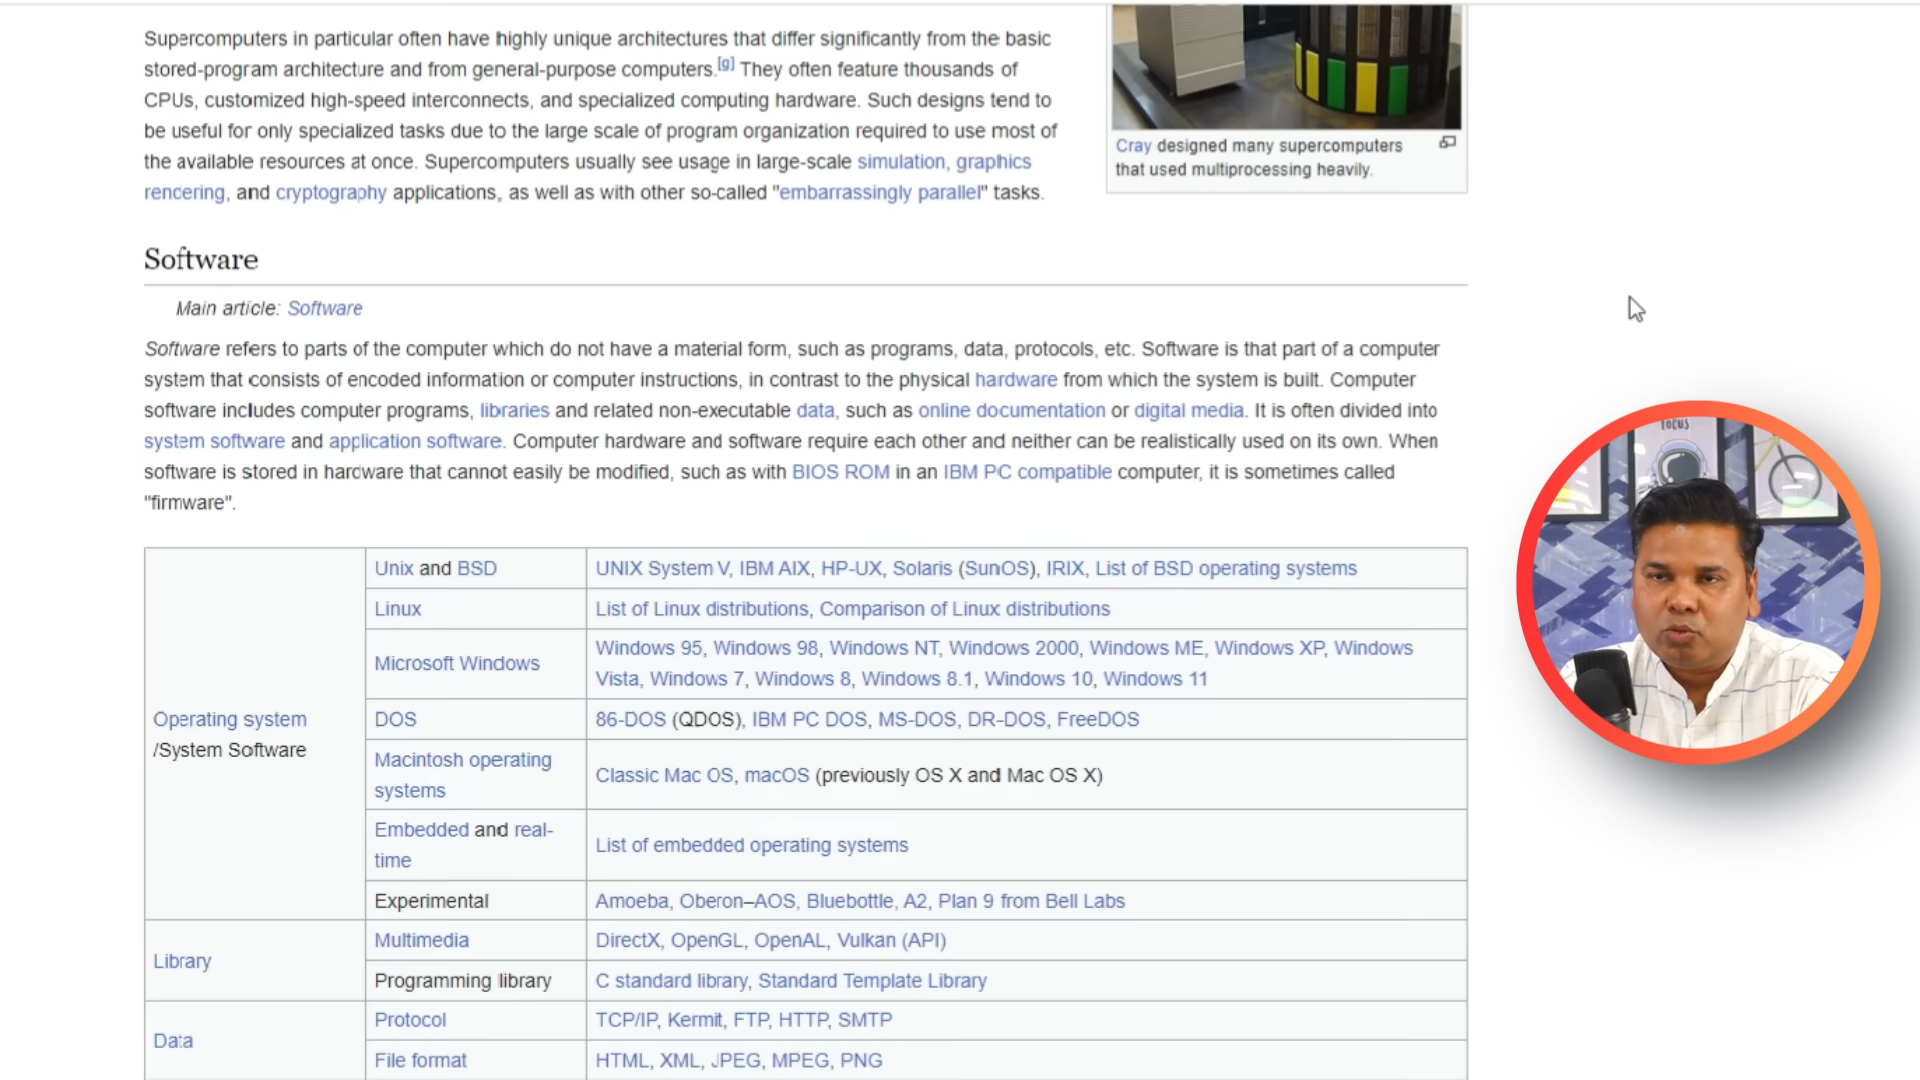 Supercomputers in particular often have highly unique architectures that differ significantly from the basic
stored-program architecture and from general-purpose computers.[g] They often feature thousands of
CPUs, customized high-speed interconnects, and specialized computing hardware. Such designs tend to
be useful for only specialized tasks due to the large scale of program organization required to use most of
the available resources at once. Supercomputers usually see usage in large-scale simulation, graphics
rendering, and cryptography applications, as well as with other so-called "embarrassingly parallel" tasks.
Cray designed many supercomputers
that used multiprocessing heavily.
Software
Main article: Software
Software refers to parts of the computer which do not have a material form, such as programs, data, protocols, etc. Software is that part of a computer
system that consists of encoded information or computer instructions, in contrast to the physical hardware from which the system is built. Computer
software includes computer programs, libraries and related non-executable data, such as online documentation or digital media. It is often divided into
system software and application software. Computer hardware and software require each other and neither can be realistically used on its own. When
software is stored in hardware that cannot easily be modified, such as with BIOS ROM in an IBM PC compatible computer, it is sometimes called
"firmware".
Operating system
/System Software
Unix and BSD
UNIX System V, IBM AIX, HP-UX, Solaris (SunOS), IRIX, List of BSD operating systems
Linux
List of Linux distributions, Comparison of Linux distributions
Microsoft Windows
Windows 95, Windows 98, Windows NT, Windows 2000, Windows ME, Windows XP, Windows
Vista, Windows 7, Windows 8, Windows 8.1, Windows 10, Windows 11
DOS
86-DOS (QDOS), IBM PC DOS, MS-DOS, DR-DOS, FreeDOS
Macintosh operating
systems
Classic Mac OS, macOS (previously OS X and Mac OS X)
Embedded and real-
time
List of embedded operating systems
Experimental
Amoeba, Oberon–AOS, Bluebottle, A2, Plan 9 from Bell Labs
Library
Multimedia
DirectX, OpenGL, OpenAL, Vulkan (API)
Programming library
C standard library, Standard Template Library
Data
Protocol
TCP/IP, Kermit, FTP, HTTP, SMTP
File format
HTML, XML, JPEG, MPEG, PNG
FOCUS